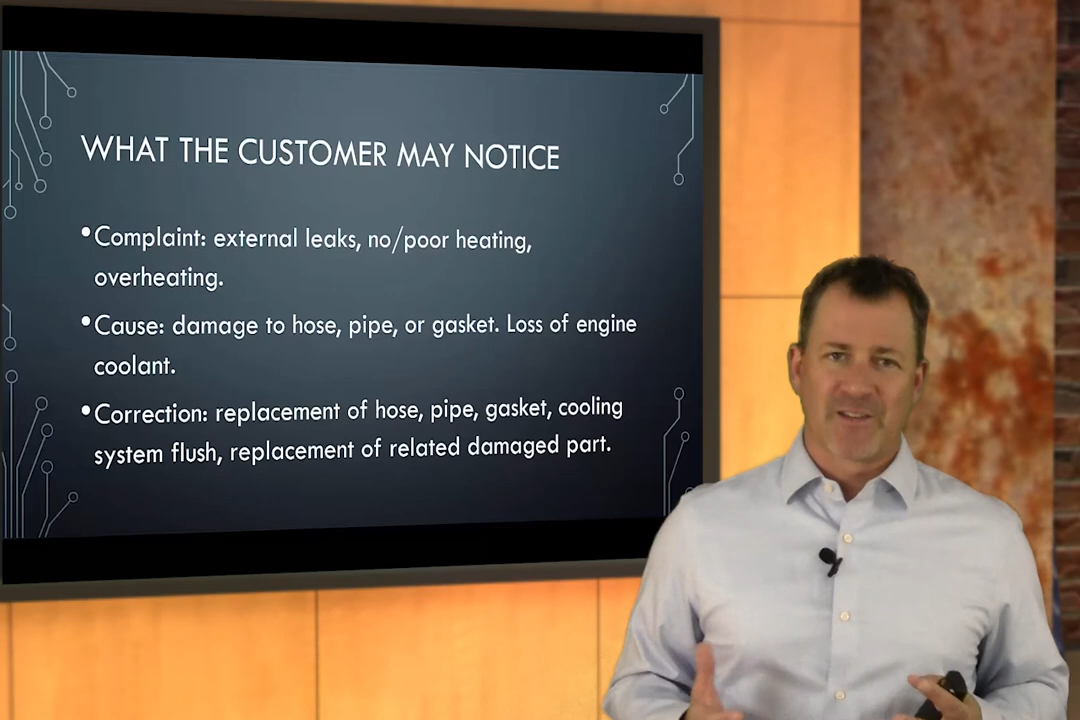 WHAT THE CUSTOMER MAY NOTICE
•Complaint: external leaks, no/poor heating,
overheating.
•Cause: damage to hose, pipe, or gasket. Loss of engine
coolant.
•Correction: replacement of hose, pipe, gasket, cooling
system flush, replacement of related damaged part.